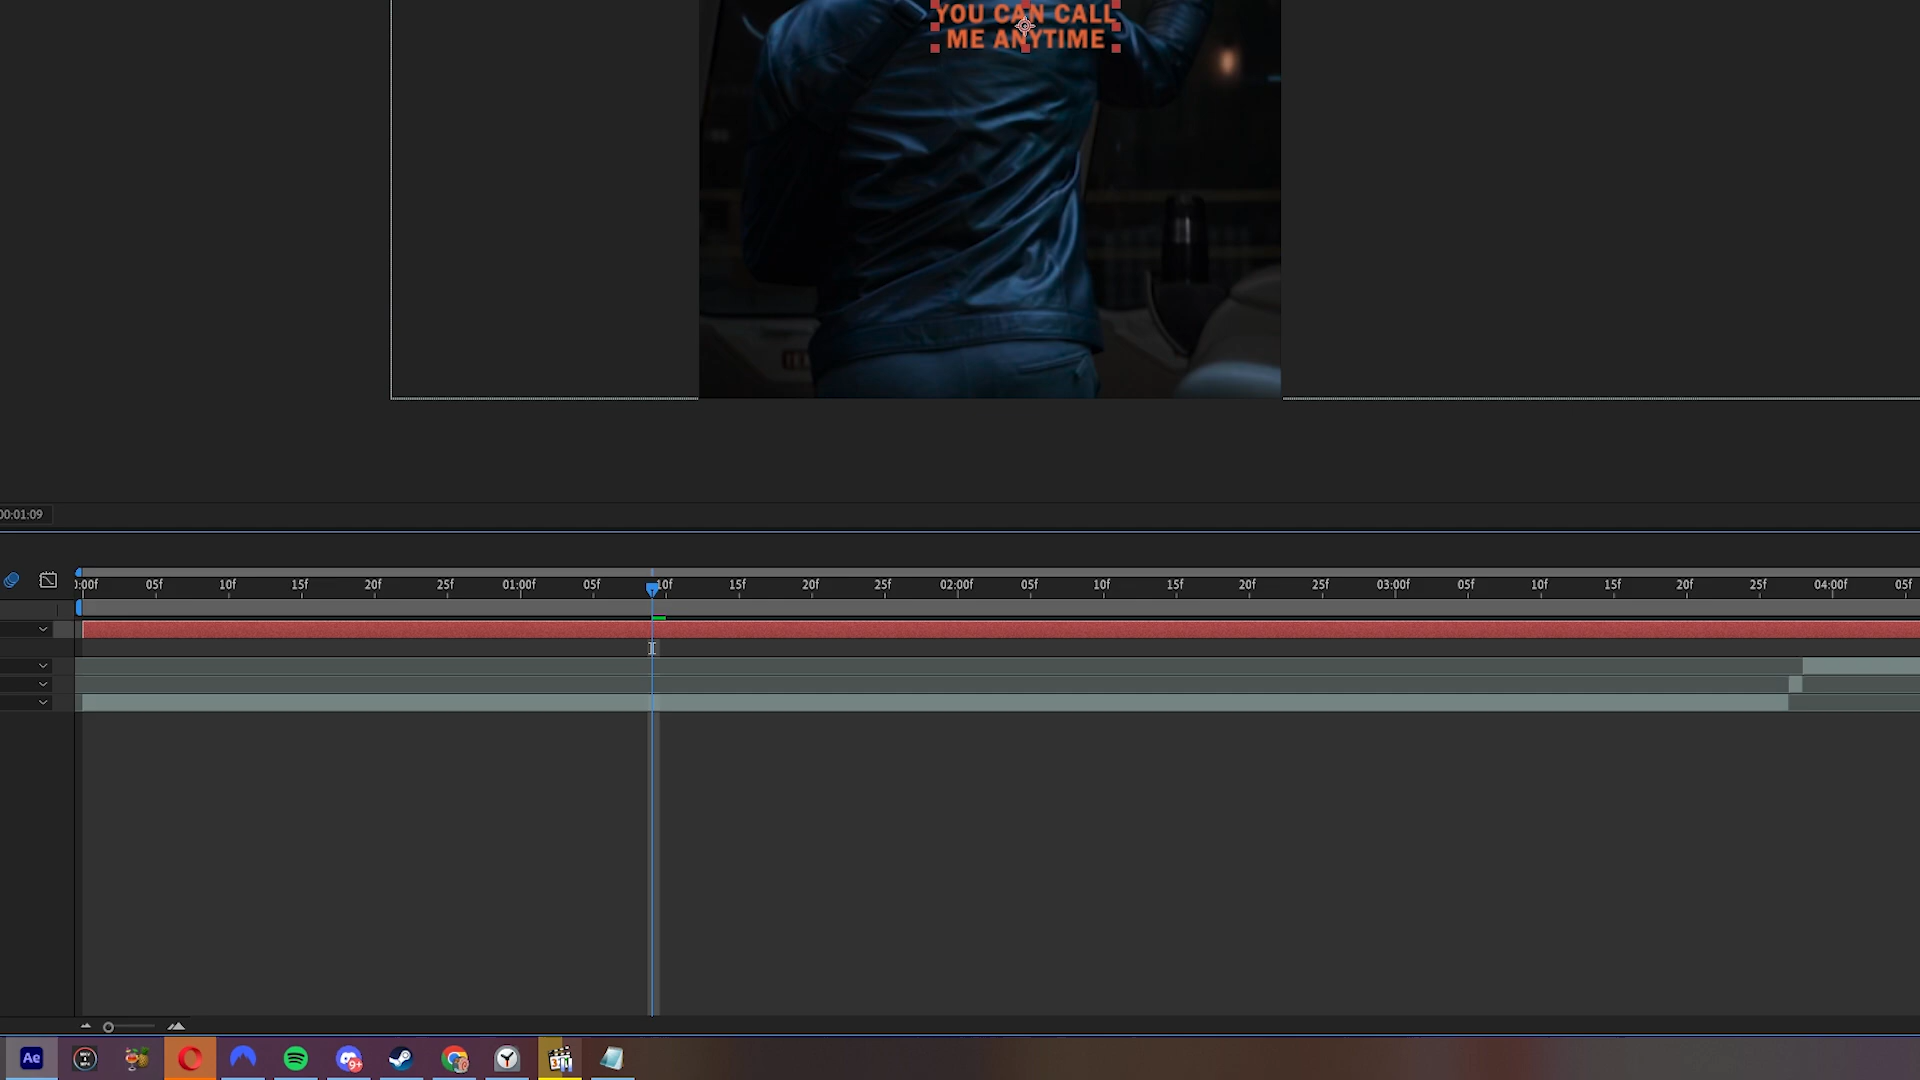 YOU CAN CALL
ME ANYTIME
00:01:09
):00f 05f 10f 15f 20f 25f 01:00f 05f 10f 15f 20f 25f 02:00f 05f 10f 15f 20f 25f 03:00f 05f 10f 15f 20f 25f 04:00f 05f
Ae 9+